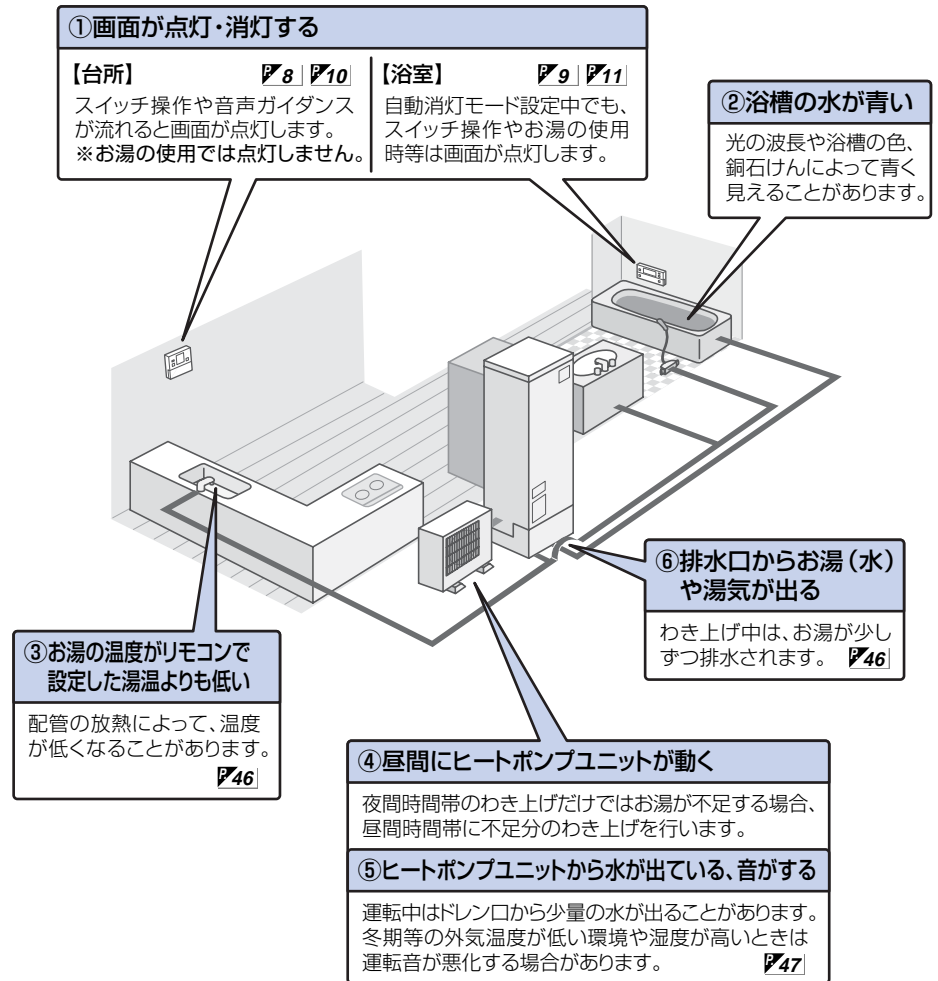 ①画面が点灯・消灯する
【台所】 P8 P10
スイッチ操作や音声ガイダンス
が流れると画面が点灯します。
※お湯の使用では点灯しません。
【浴室】 P9 P11
自動消灯モード設定中でも、
スイッチ操作やお湯の使用
時等は画面が点灯します。
②浴槽の水が青い
光の波長や浴槽の色、
銅石けんによって青く
見えることがあります。
③お湯の温度がリモコンで
設定した湯温よりも低い
配管の放熱によって、温度
が低くなることがあります。
P46
⑥排水口からお湯（水）
や湯気が出る
わき上げ中は、お湯が少し
ずつ排水されます。 P46
④昼間にヒートポンプユニットが動く
夜間時間帯のわき上げだけではお湯が不足する場合、
昼間時間帯に不足分のわき上げを行います。
⑤ヒートポンプユニットから水が出ている、音がする
運転中はドレン口から少量の水が出ることがあります。
冬期等の外気温度が低い環境や湿度が高いときは
運転音が悪化する場合があります。 P47